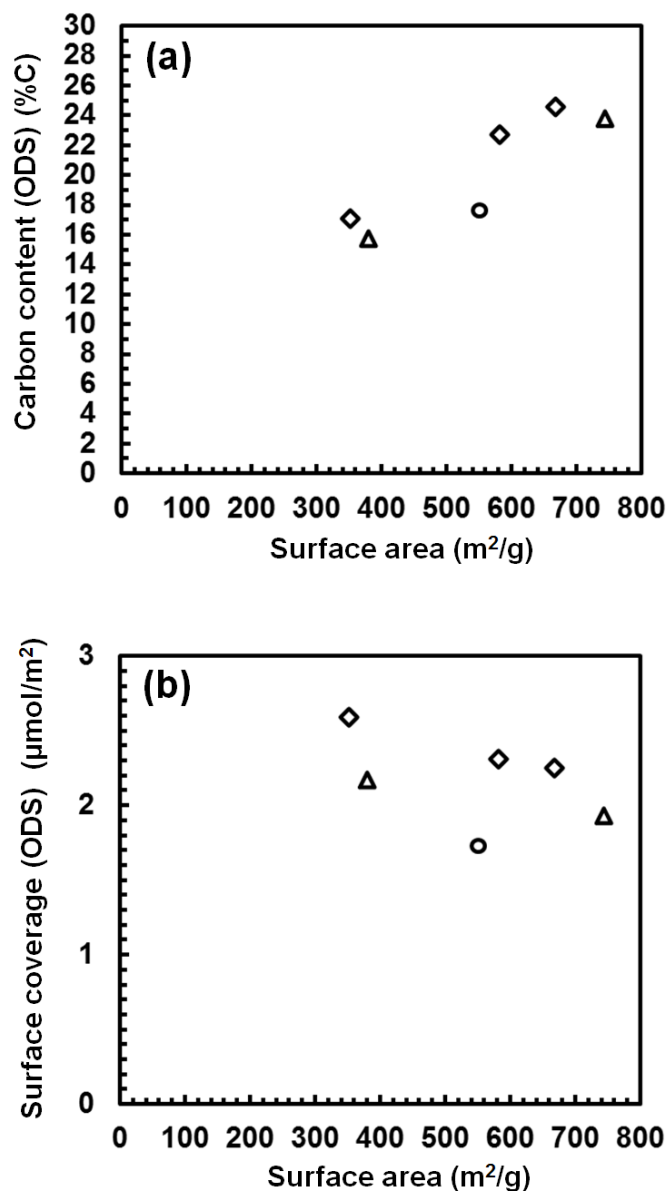 (a)
Carbon content (ODS) (%C)
30
28
26
24
22
20
18
16
14
12
10
8
6
4
2
0
0 100 200 300 400 500 600 700 800
Surface area (m²/g)
(b)
Surface coverage (ODS) (μmol/m²)
3
2
1
0
0 100 200 300 400 500 600 700 800
Surface area (m²/g)